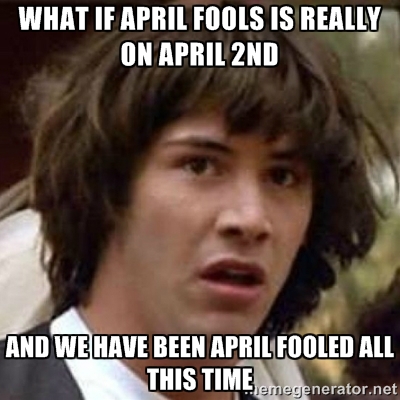 WHAT IF APRIL FOOLS IS REALLY
ON APRIL 2ND
AND WE HAVE BEEN APRIL FOOLED ALL
THIS TIME
memegenerator.net